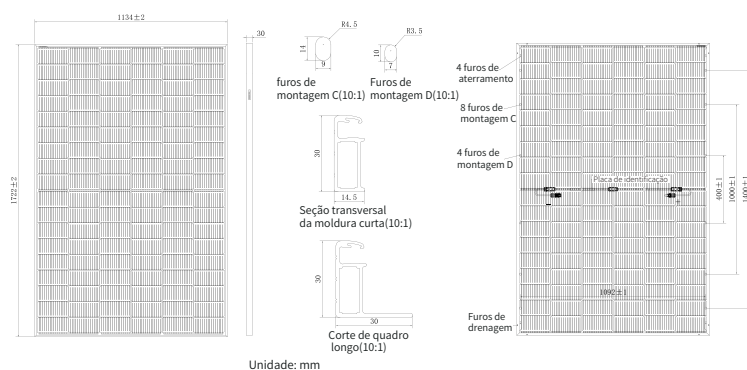 1134±2
30
1722±2
R4.5
14
9
furos de
montagem C(10:1)
R3.5
10
7
Furos de
montagem D(10:1)
30
14.5
Seção transversal
da moldura curta(10:1)
30
30
Corte de quadro
longo(10:1)
Unidade: mm
4 furos de
aterramento
8 furos de
montagem C
4 furos de
montagem D
Placa de identificação
- +
400±1
1000±1
1400±1
1092±1
Furos de
drenagem